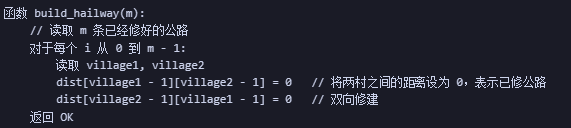 函数 build_hailway(m):
// 读取 m 条已经修好的公路
对于每个 i 从 0 到 m - 1:
读取 village1, village2
dist[village1 - 1][village2 - 1] = 0 // 将两村之间的距离设为 0，表示已修公路
dist[village2 - 1][village1 - 1] = 0 // 双向修建
返回 OK